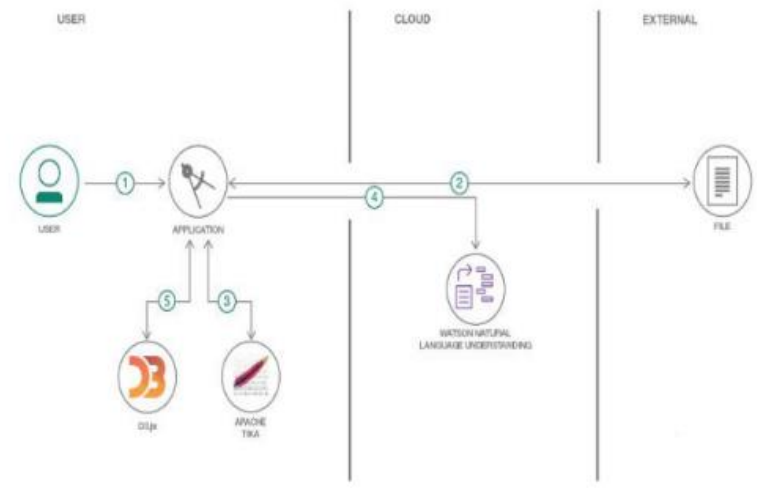 USER
CLOUD
EXTERNAL
1
2
4
USER
APPLICATION
FILE
5
3
WATSON NATURAL
LANGUAGE UNDERSTANDING
D3.js
APACHE
TIKA